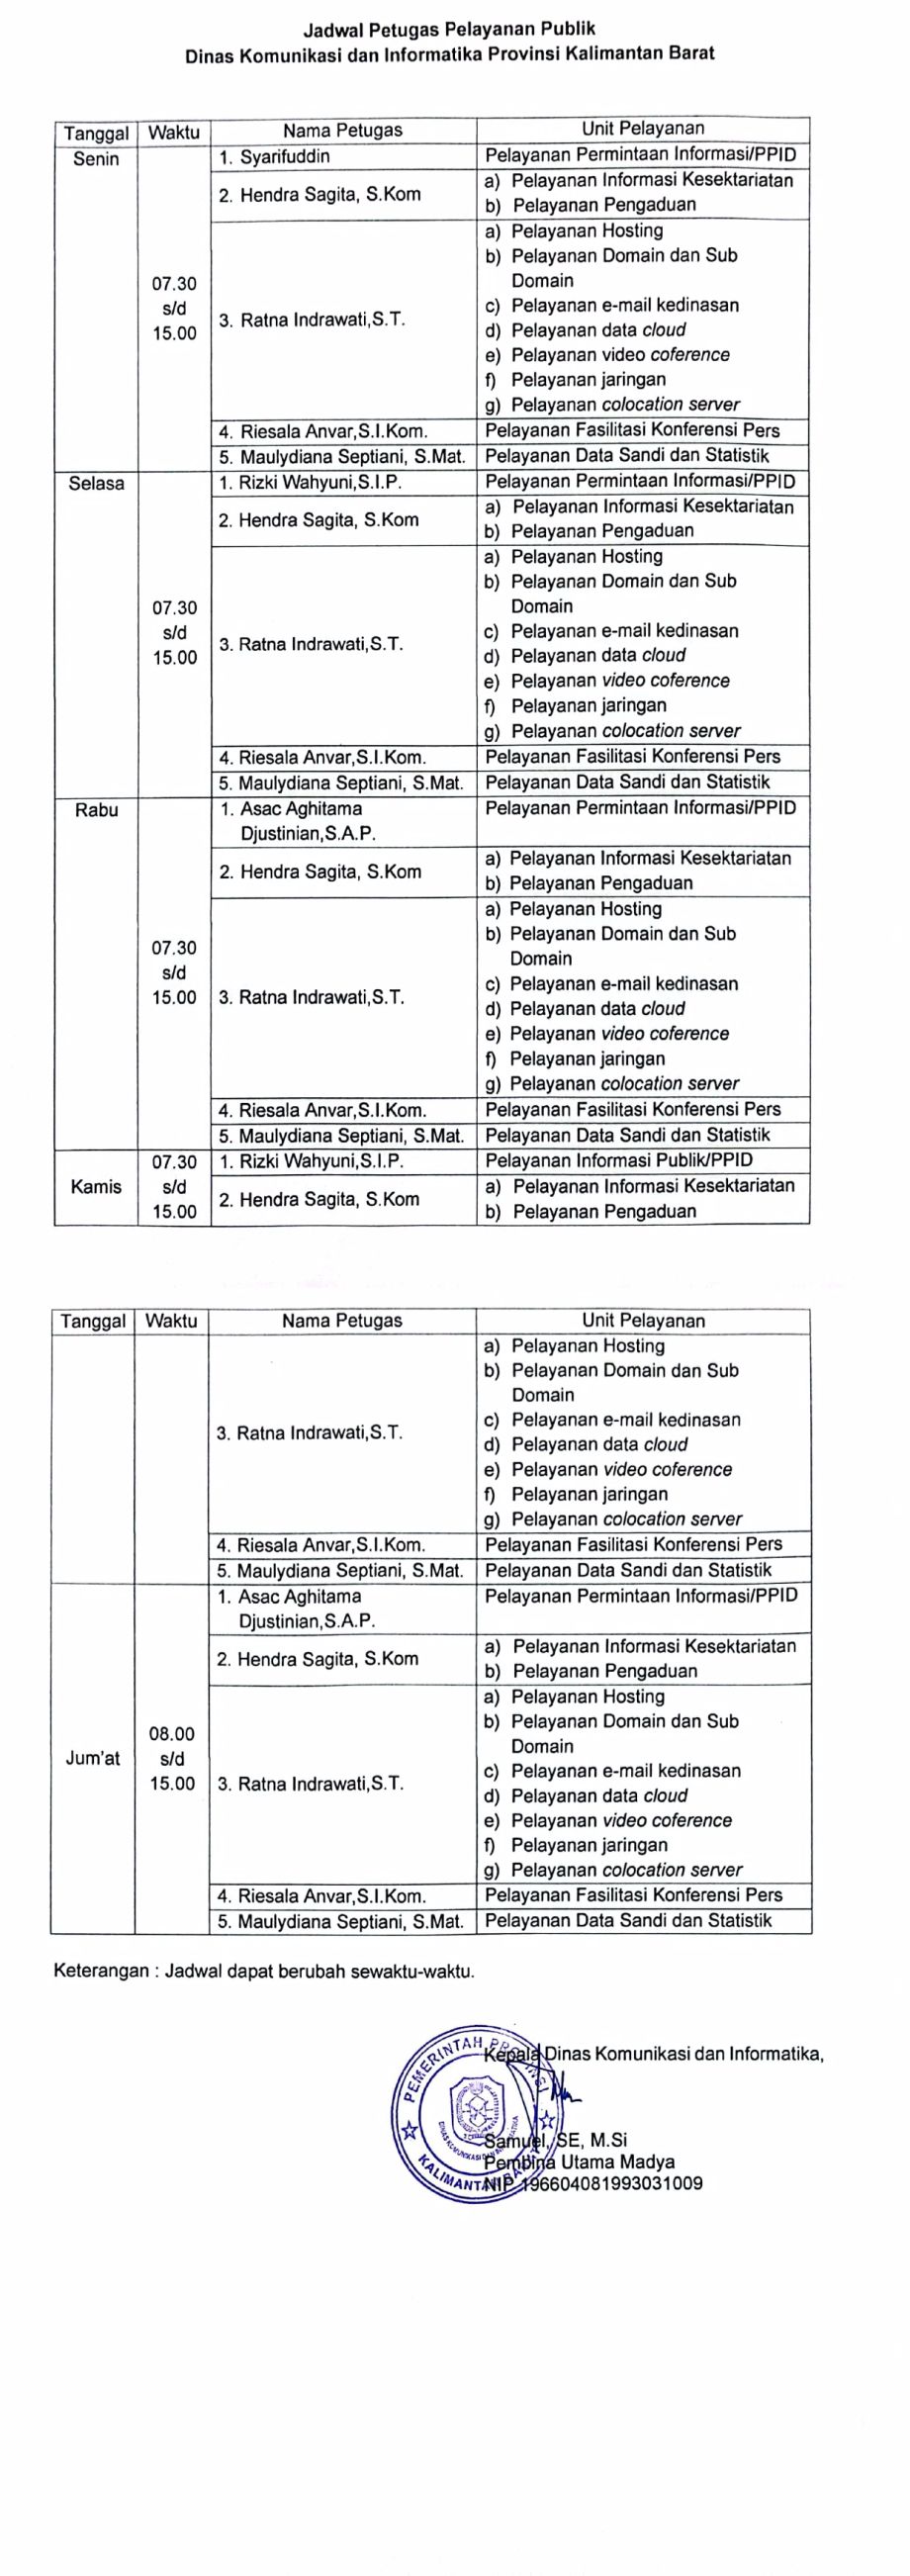 Jadwal Petugas Pelayanan Publik
Dinas Komunikasi dan Informatika Provinsi Kalimantan Barat
Tanggal Waktu Nama Petugas Unit Pelayanan
Senin
07.30
s/d
15.00
1. Syarifuddin
Pelayanan Permintaan Informasi/PPID
2. Hendra Sagita, S.Kom
a) Pelayanan Informasi Kesektariatan
b) Pelayanan Pengaduan
3. Ratna Indrawati,S.T.
a) Pelayanan Hosting
b) Pelayanan Domain dan Sub
Domain
c) Pelayanan e-mail kedinasan
d) Pelayanan data cloud
e) Pelayanan video coference
f) Pelayanan jaringan
g) Pelayanan colocation server
4. Riesala Anvar,S.I.Kom.
Pelayanan Fasilitasi Konferensi Pers
5. Maulydiana Septiani, S.Mat.
Pelayanan Data Sandi dan Statistik
Selasa
07.30
s/d
15.00
1. Rizki Wahyuni,S.I.P.
Pelayanan Permintaan Informasi/PPID
2. Hendra Sagita, S.Kom
a) Pelayanan Informasi Kesektariatan
b) Pelayanan Pengaduan
3. Ratna Indrawati,S.T.
a) Pelayanan Hosting
b) Pelayanan Domain dan Sub
Domain
c) Pelayanan e-mail kedinasan
d) Pelayanan data cloud
e) Pelayanan video coference
f) Pelayanan jaringan
g) Pelayanan colocation server
4. Riesala Anvar,S.I.Kom.
Pelayanan Fasilitasi Konferensi Pers
5. Maulydiana Septiani, S.Mat.
Pelayanan Data Sandi dan Statistik
Rabu
07.30
s/d
15.00
1. Asac Aghitama
Djustinian,S.A.P.
Pelayanan Permintaan Informasi/PPID
2. Hendra Sagita, S.Kom
a) Pelayanan Informasi Kesektariatan
b) Pelayanan Pengaduan
3. Ratna Indrawati,S.T.
a) Pelayanan Hosting
b) Pelayanan Domain dan Sub
Domain
c) Pelayanan e-mail kedinasan
d) Pelayanan data cloud
e) Pelayanan video coference
f) Pelayanan jaringan
g) Pelayanan colocation server
4. Riesala Anvar,S.I.Kom.
Pelayanan Fasilitasi Konferensi Pers
5. Maulydiana Septiani, S.Mat.
Pelayanan Data Sandi dan Statistik
Kamis
07.30
s/d
15.00
1. Rizki Wahyuni,S.I.P.
Pelayanan Informasi Publik/PPID
2. Hendra Sagita, S.Kom
a) Pelayanan Informasi Kesektariatan
b) Pelayanan Pengaduan
Tanggal Waktu Nama Petugas Unit Pelayanan
3. Ratna Indrawati,S.T.
a) Pelayanan Hosting
b) Pelayanan Domain dan Sub
Domain
c) Pelayanan e-mail kedinasan
d) Pelayanan data cloud
e) Pelayanan video coference
f) Pelayanan jaringan
g) Pelayanan colocation server
4. Riesala Anvar,S.I.Kom.
Pelayanan Fasilitasi Konferensi Pers
5. Maulydiana Septiani, S.Mat.
Pelayanan Data Sandi dan Statistik
Jum'at
08.00
s/d
15.00
1. Asac Aghitama
Djustinian,S.A.P.
Pelayanan Permintaan Informasi/PPID
2. Hendra Sagita, S.Kom
a) Pelayanan Informasi Kesektariatan
b) Pelayanan Pengaduan
3. Ratna Indrawati,S.T.
a) Pelayanan Hosting
b) Pelayanan Domain dan Sub
Domain
c) Pelayanan e-mail kedinasan
d) Pelayanan data cloud
e) Pelayanan video coference
f) Pelayanan jaringan
g) Pelayanan colocation server
4. Riesala Anvar,S.I.Kom.
Pelayanan Fasilitasi Konferensi Pers
5. Maulydiana Septiani, S.Mat.
Pelayanan Data Sandi dan Statistik
Keterangan : Jadwal dapat berubah sewaktu-waktu.
Kepala Dinas Komunikasi dan Informatika,
PEMERINTAH PROVINSI
KALIMANTAN BARAT
Samuel, SE, M.Si
Pembina Utama Madya
NIP 196604081993031009